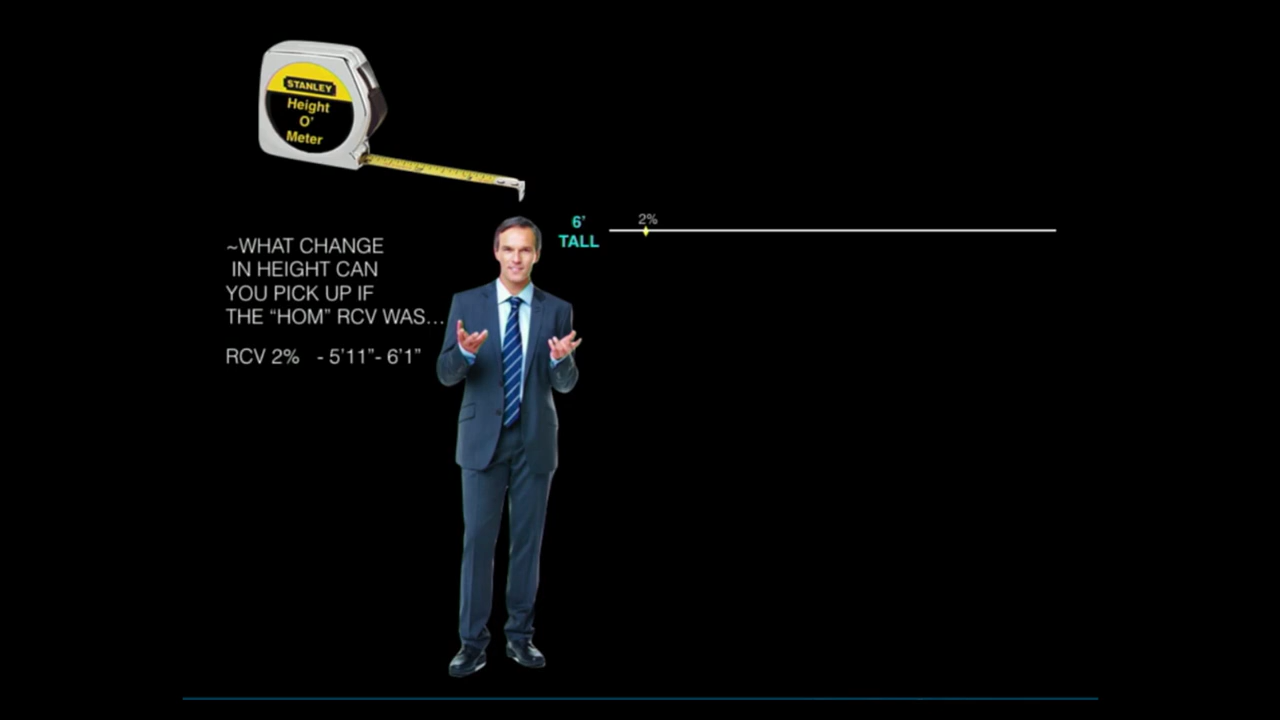 STANLEY
Height
O'
Meter
6'
TALL
2%
~WHAT CHANGE
IN HEIGHT CAN
YOU PICK UP IF
THE “HOM” RCV WAS…
RCV 2%   - 5’11”- 6’1”